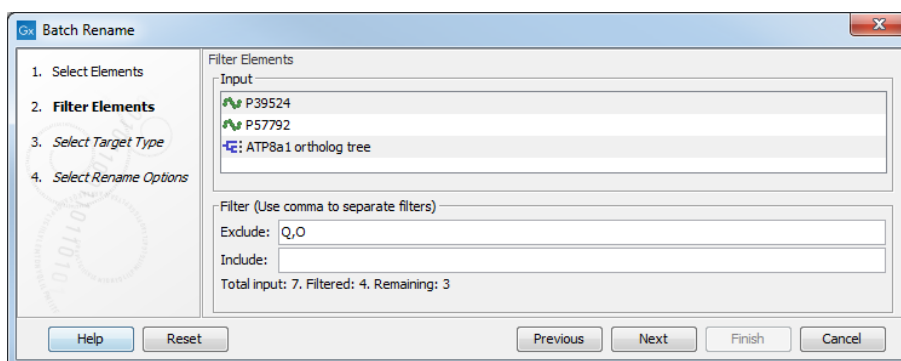 Gx Batch Rename
1. Select Elements
2. Filter Elements
3. Select Target Type
4. Select Rename Options
Filter Elements
Input
P39524
P57792
ATP8a1 ortholog tree
Filter (Use comma to separate filters)
Exclude: Q,O
Include:
Total input: 7. Filtered: 4. Remaining: 3
Help Reset Previous Next Finish Cancel